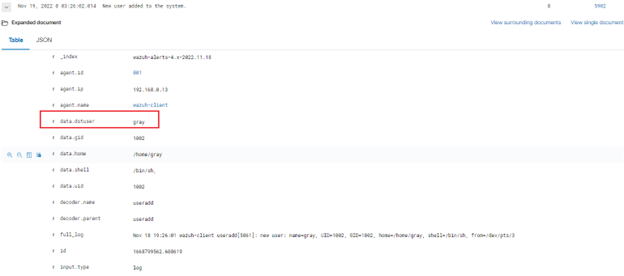 Nov 19, 2022 @ 03:26:02.614 New user added to the system. 8 5902
Expanded document View surrounding documents View single document
Table JSON
t _index wazuh-alerts-4.x-2022.11.18
t agent.id 001
t agent.ip 192.168.0.13
t agent.name wazuh-client
t data.dstuser gray
t data.gid 1002
t data.home /home/gray
t data.shell /bin/sh,
t data.uid 1002
t decoder.name useradd
t decoder.parent useradd
t full_log Nov 18 19:26:01 wazuh-client useradd[5061]: new user: name=gray, UID=1002, GID=1002, home=/home/gray, shell=/bin/sh, from=/dev/pts/3
t id 1668799562.608619
t input.type log